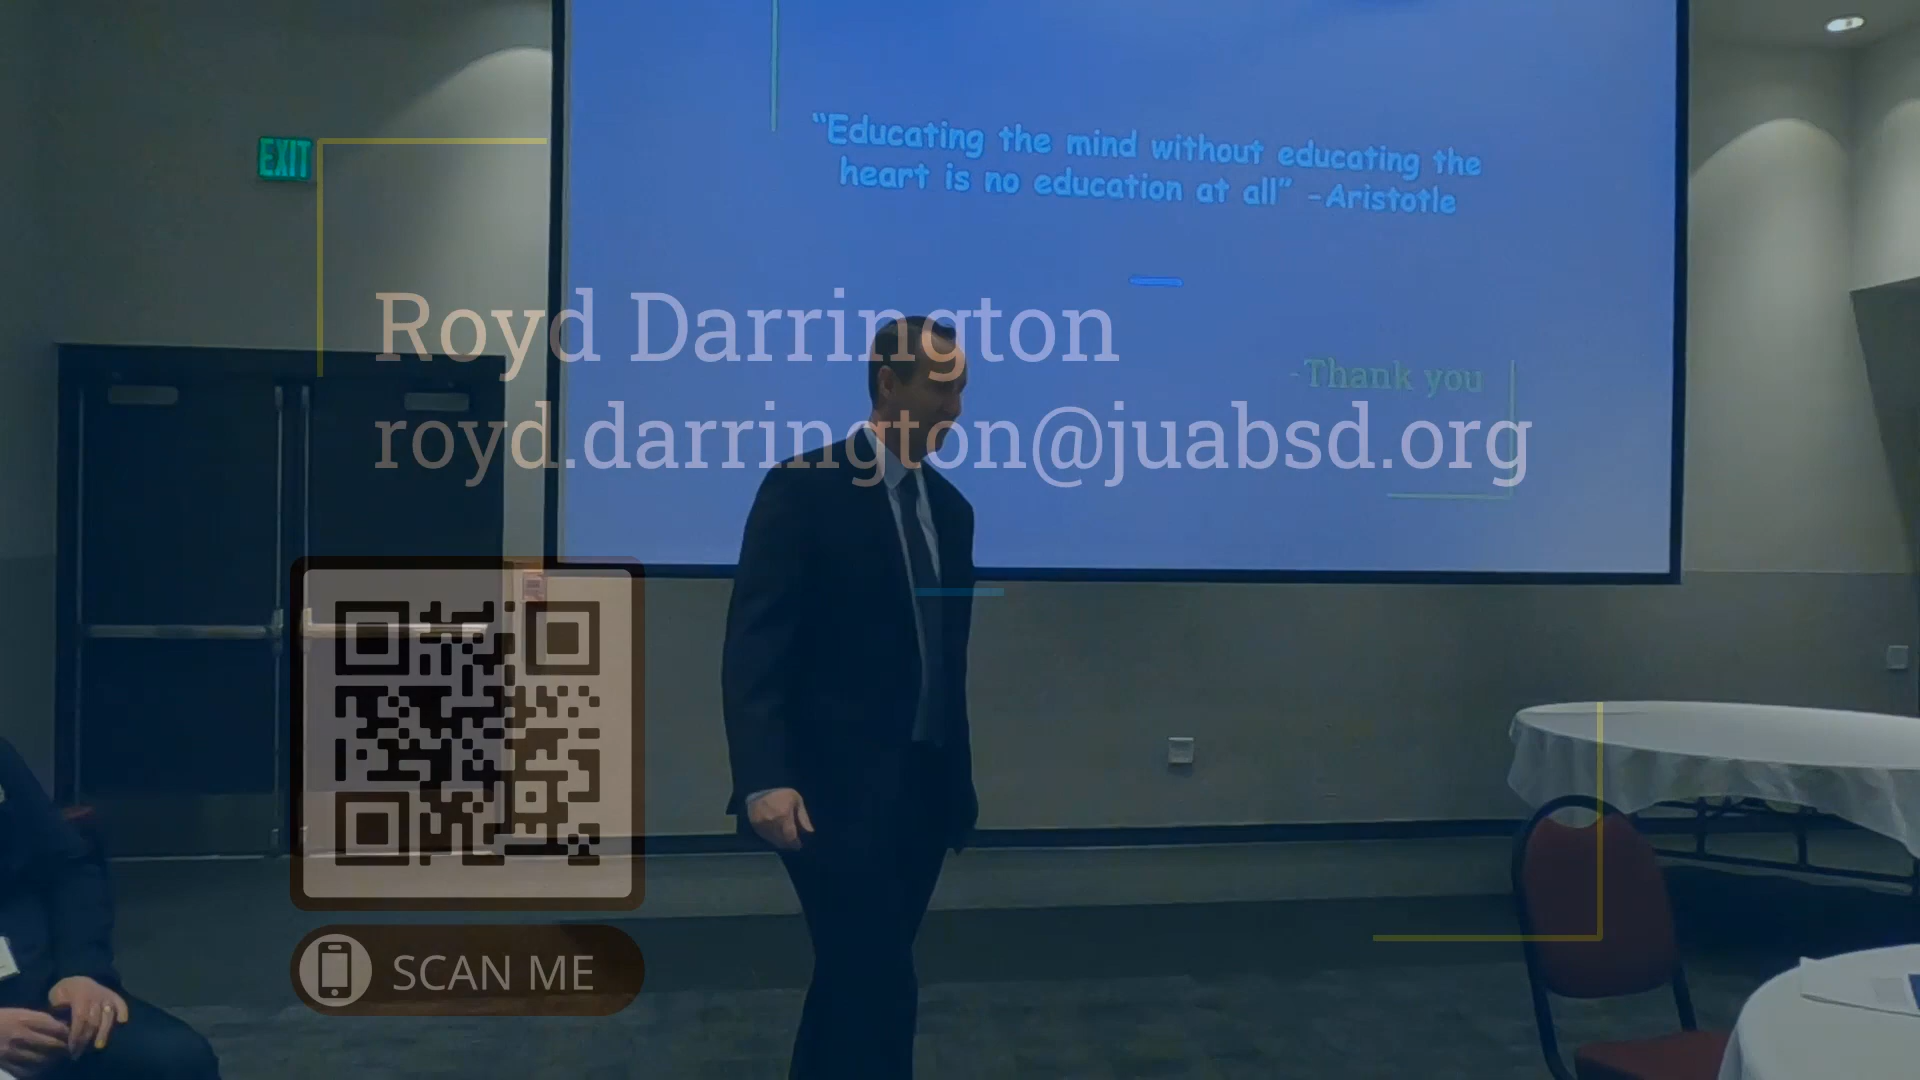 EXIT
“Educating the mind without educating the
heart is no education at all” -Aristotle
Royd Darrington
-Thank you
royd.darrington@juabsd.org
SCAN ME